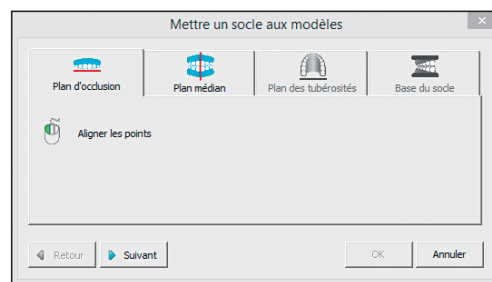 Mettre un socle aux modèles
Plan d'occlusion
Plan médian
Plan des tubérosités
Base du socle
Aligner les points
Retour
Suivant
OK
Annuler